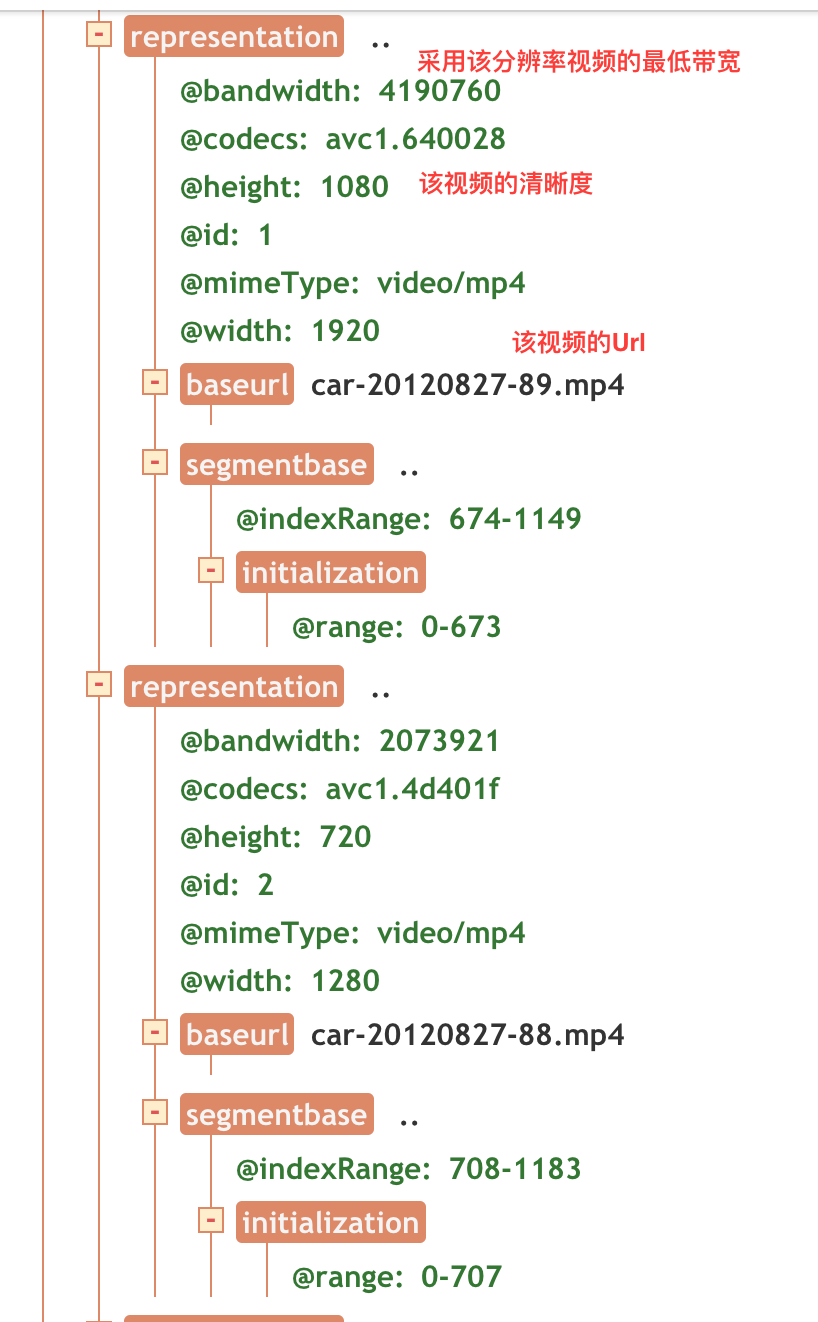 - representation ..
采用该分辨率视频的最低带宽
@bandwidth: 4190760
@codecs: avc1.640028
@height: 1080 该视频的清晰度
@id: 1
@mimeType: video/mp4
@width: 1920
该视频的Url
- baseurl car-20120827-89.mp4
- segmentbase ..
@indexRange: 674-1149
- initialization
@range: 0-673
- representation ..
@bandwidth: 2073921
@codecs: avc1.4d401f
@height: 720
@id: 2
@mimeType: video/mp4
@width: 1280
- baseurl car-20120827-88.mp4
- segmentbase ..
@indexRange: 708-1183
- initialization
@range: 0-707